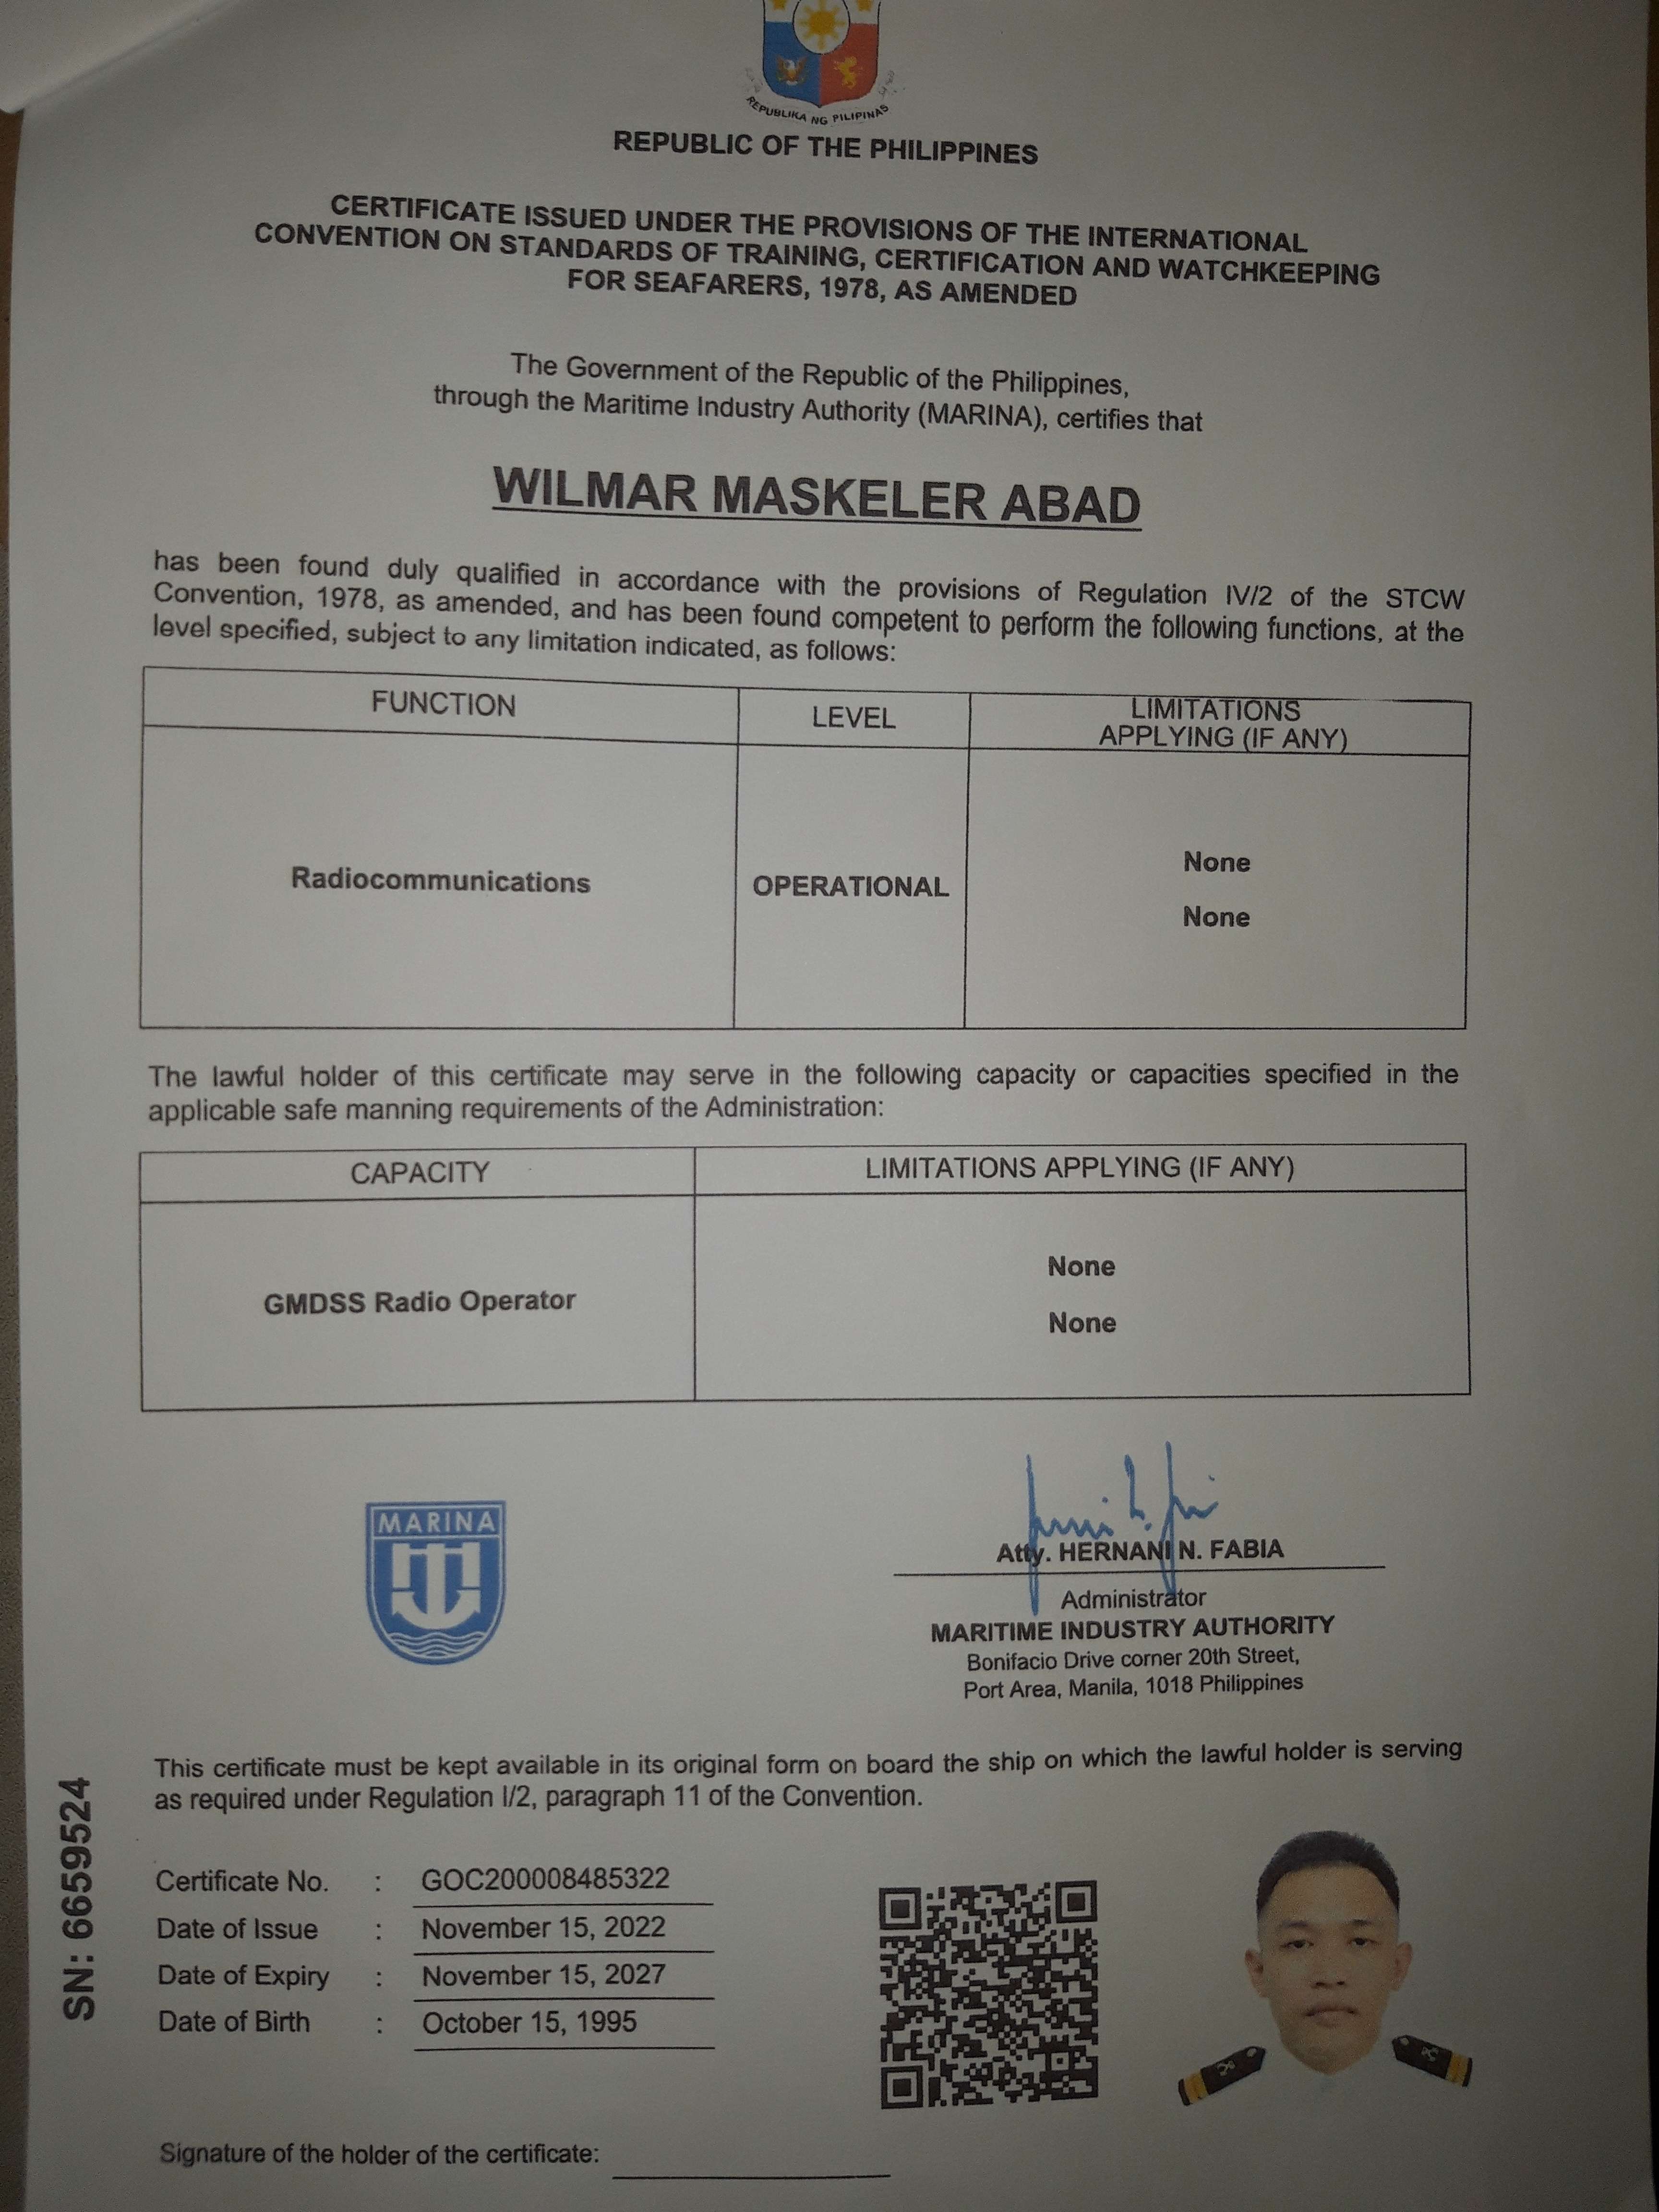 REPUBLIKA NG PILIPINAS
REPUBLIC OF THE PHILIPPINES
CERTIFICATE ISSUED UNDER THE PROVISIONS OF THE INTERNATIONAL
CONVENTION ON STANDARDS OF TRAINING, CERTIFICATION AND WATCHKEEPING
FOR SEAFARERS, 1978, AS AMENDED
The Government of the Republic of the Philippines,
through the Maritime Industry Authority (MARINA), certifies that
WILMAR MASKELER ABAD
has been found duly qualified in accordance with the provisions of Regulation IV/2 of the STCW
Convention, 1978, as amended, and has been found competent to perform the following functions, at the
level specified, subject to any limitation indicated, as follows:
FUNCTION
LEVEL
LIMITATIONS
APPLYING (IF ANY)
Radiocommunications
OPERATIONAL
None
None
The lawful holder of this certificate may serve in the following capacity or capacities specified in the
applicable safe manning requirements of the Administration:
CAPACITY
LIMITATIONS APPLYING (IF ANY)
GMDSS Radio Operator
None
None
MARINA
Atty. HERNANI N. FABIA
Administrator
MARITIME INDUSTRY AUTHORITY
Bonifacio Drive corner 20th Street,
Port Area, Manila, 1018 Philippines
This certificate must be kept available in its original form on board the ship on which the lawful holder is serving
as required under Regulation I/2, paragraph 11 of the Convention.
SN: 6659524
Certificate No. : GOC200008485322
Date of Issue : November 15, 2022
Date of Expiry : November 15, 2027
Date of Birth : October 15, 1995
Signature of the holder of the certificate: